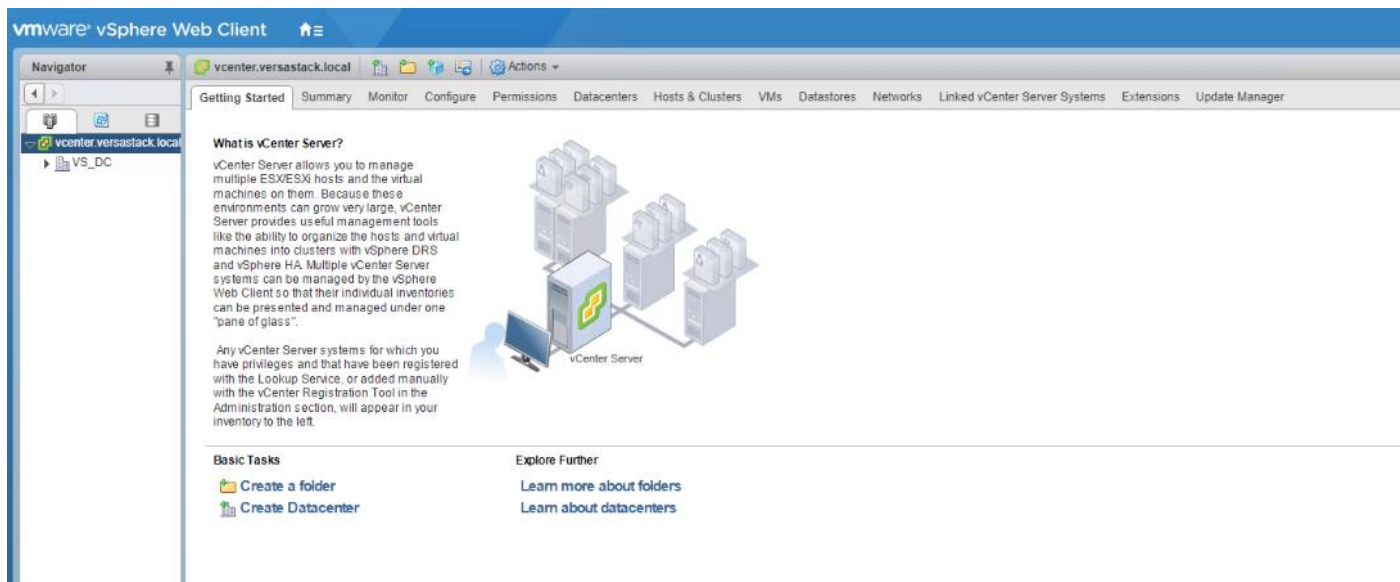 vmware® vSphere Web Client
Navigator
vcenter.versastack.local
Actions
Getting Started Summary Monitor Configure Permissions Datacenters Hosts & Clusters VMs Datastores Networks Linked vCenter Server Systems Extensions Update Manager
vcenter.versastack.local
VS_DC
What is vCenter Server?
vCenter Server allows you to manage
multiple ESX/ESXi hosts and the virtual
machines on them. Because these
environments can grow very large, vCenter
Server provides useful management tools
like the ability to organize the hosts and virtual
machines into clusters with vSphere DRS
and vSphere HA. Multiple vCenter Server
systems can be managed by the vSphere
Web Client so that their individual inventories
can be presented and managed under one
"pane of glass".
Any vCenter Server systems for which you
have privileges and that have been registered
with the Lookup Service, or added manually
with the vCenter Registration Tool in the
Administration section, will appear in your
inventory to the left.
vCenter Server
Basic Tasks
Create a folder
Create Datacenter
Explore Further
Learn more about folders
Learn about datacenters